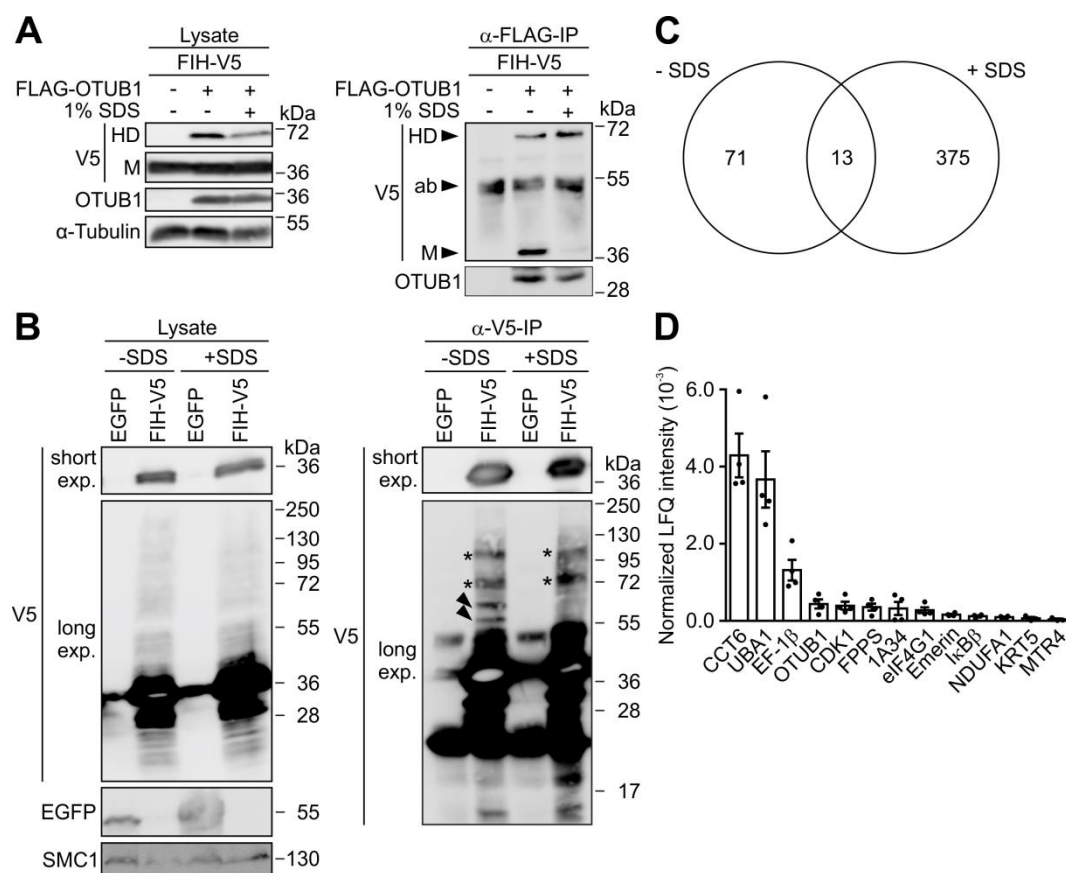 A
Lysate
FIH-V5
FLAG-OTUB1 - + +
1% SDS - - +
kDa
V5
HD
72
M
36
OTUB1
36
α-Tubulin
55
α-FLAG-IP
FIH-V5
FLAG-OTUB1 - + +
1% SDS - - +
kDa
V5
HD
72
ab
55
M
36
OTUB1
28
C
- SDS
+ SDS
71 13 375
B
Lysate
-SDS +SDS
EGFP FIH-V5 EGFP FIH-V5
kDa
V5
short exp.
36
long exp.
250
130
95
72
55
36
28
EGFP
55
SMC1
130
α-V5-IP
-SDS +SDS
EGFP FIH-V5 EGFP FIH-V5
kDa
V5
short exp.
36
long exp.
250
130
* * 95
* * 72
55
36
28
17
D
Normalized LFQ intensity (10⁻³)
6.0
4.0
2.0
0.0
CCT6
UBA1
EF-1β
OTUB1
CDK1
FPPS
1A34
eIF4G1
Emerin
IκBβ
NDUFA1
KRT5
MTR4